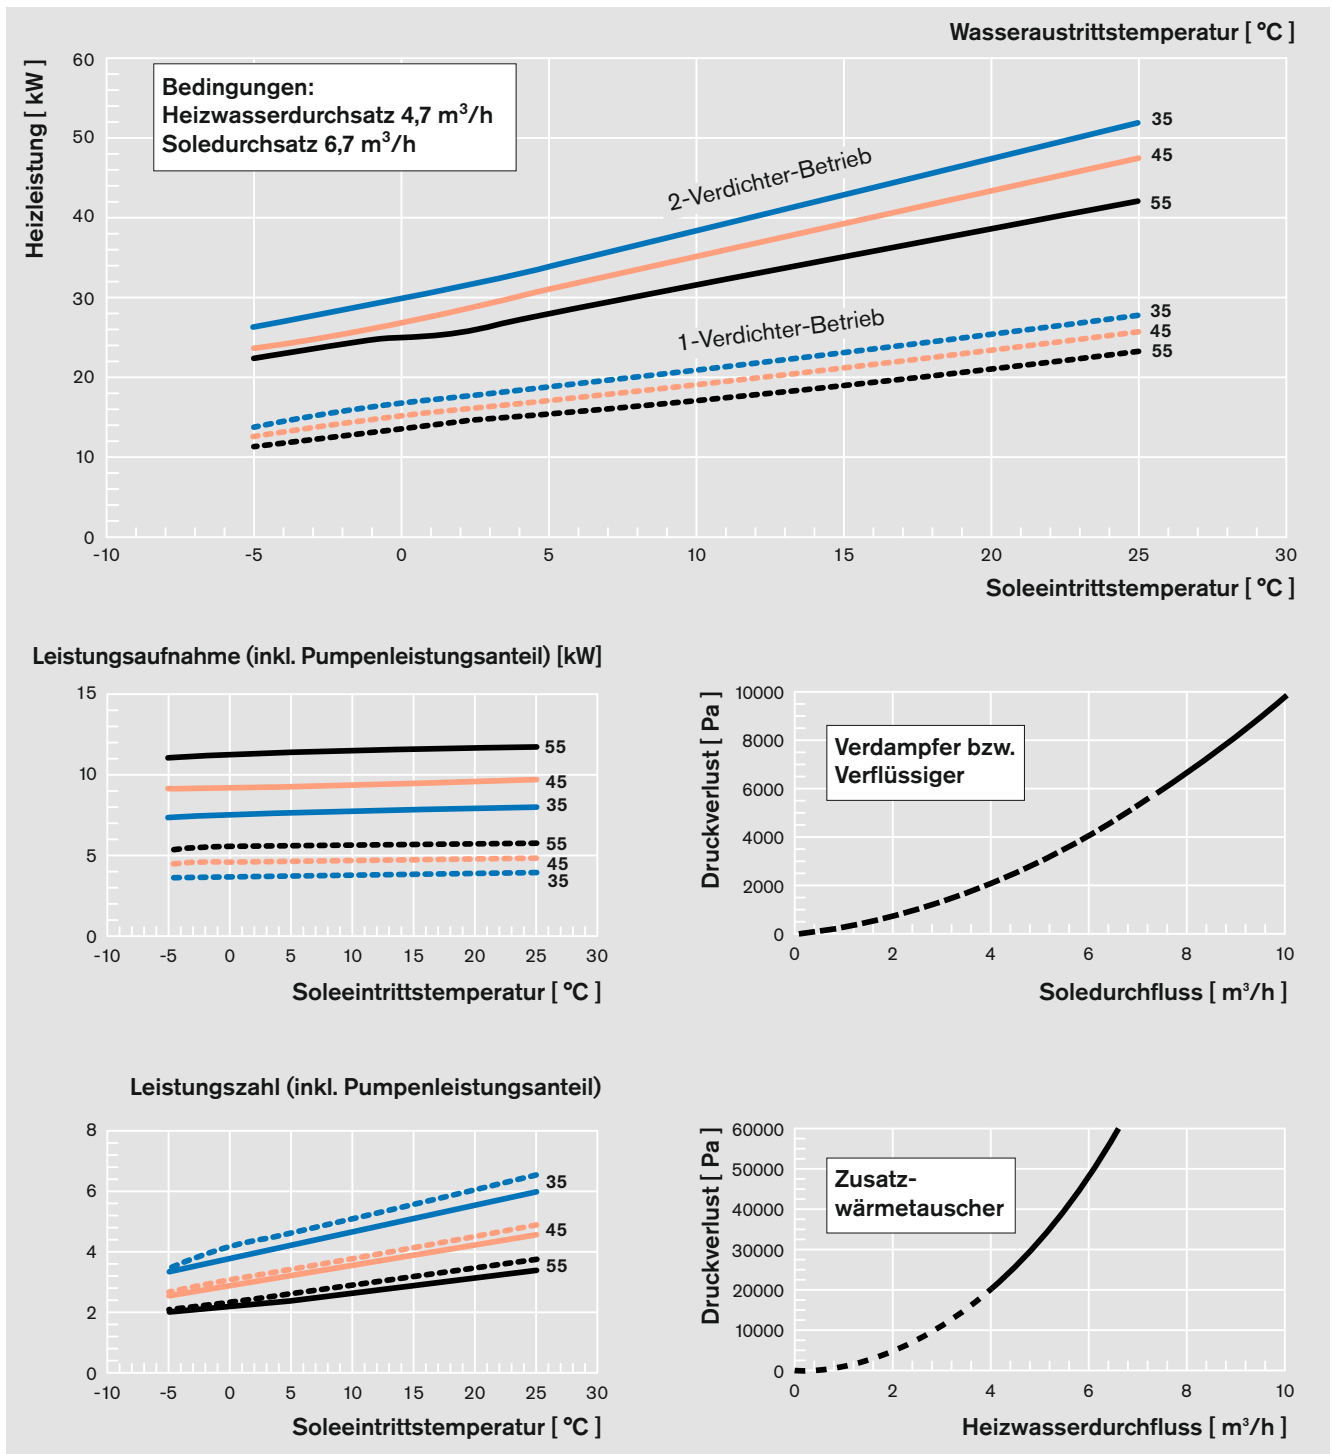 Wasseraustrittstemperatur [ °C ]
Heizleistung [ kW ]
60
50
40
30
20
10
0
Bedingungen:
Heizwasserdurchsatz 4,7 m³/h
Soledurchsatz 6,7 m³/h
2-Verdichter-Betrieb
35
45
55
1-Verdichter-Betrieb
35
45
55
-10 -5 0 5 10 15 20 25 30
Soleeintrittstemperatur [ °C ]
Leistungsaufnahme (inkl. Pumpenleistungsanteil) [kW]
15
10
5
0
55
45
35
55
45
35
-10 -5 0 5 10 15 20 25 30
Soleeintrittstemperatur [ °C ]
Druckverlust [ Pa ]
10000
8000
6000
4000
2000
0
Verdampfer bzw.
Verflüssiger
0 2 4 6 8 10
Soledurchfluss [ m³/h ]
Leistungszahl (inkl. Pumpenleistungsanteil)
8
6
4
2
0
35
45
55
-10 -5 0 5 10 15 20 25 30
Soleeintrittstemperatur [ °C ]
Druckverlust [ Pa ]
60000
50000
40000
30000
20000
10000
0
Zusatz-
wärmetauscher
0 2 4 6 8 10
Heizwasserdurchfluss [ m³/h ]